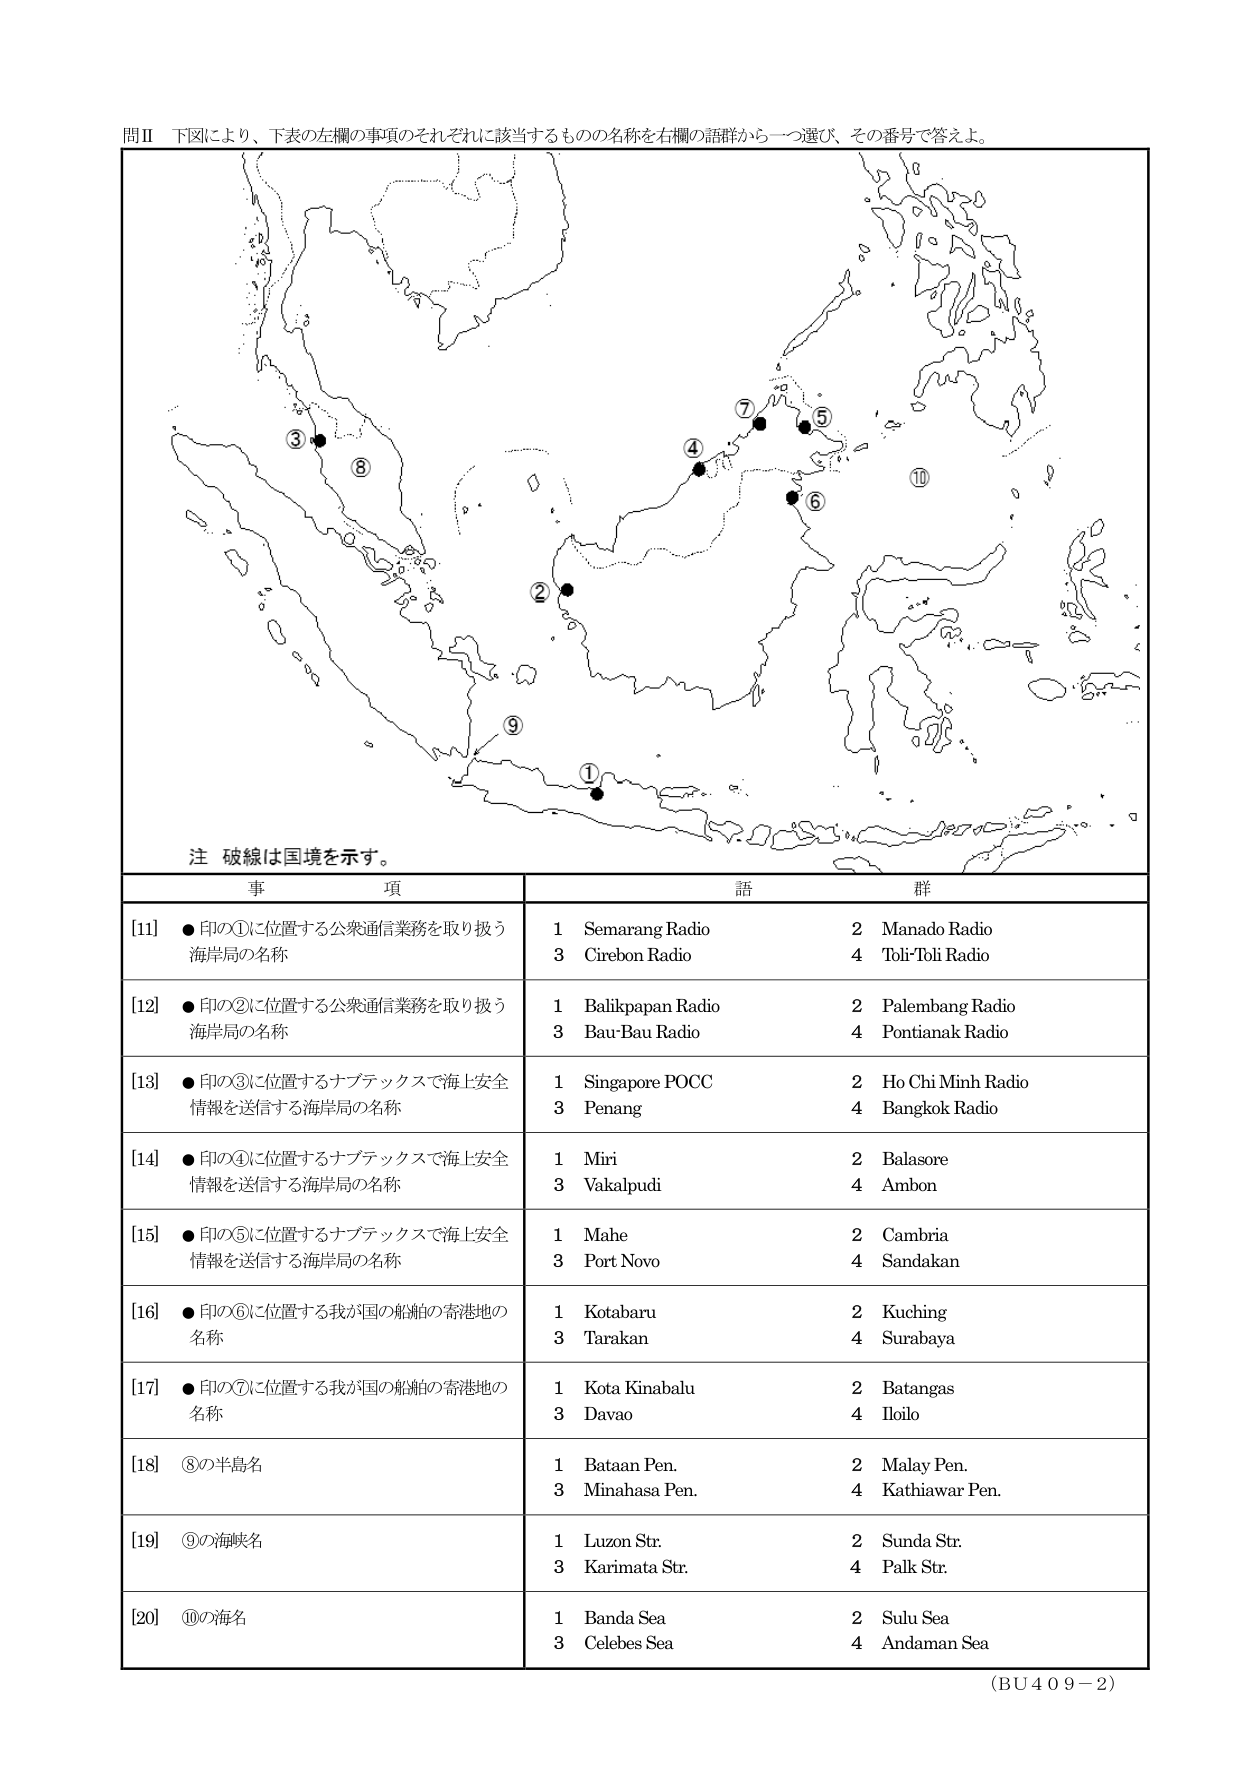 問Ⅱ　下図により、下表の左欄の事項のそれぞれに該当するものの名称を右欄の語群から一つ選び、その番号で答えよ。
⑦
⑤
④
③
⑧
⑩
⑥
②
⑨
①
注　破線は国境を示す。
事　項　語　群
[11]　●印の①に位置する公衆通信業務を取り扱う　1　Semarang Radio　2　Manado Radio
海岸局の名称　3　Cirebon Radio　4　Toli-Toli Radio
[12]　●印の②に位置する公衆通信業務を取り扱う　1　Balikpapan Radio　2　Palembang Radio
海岸局の名称　3　Bau-Bau Radio　4　Pontianak Radio
[13]　●印の③に位置するナブテックスで海上安全　1　Singapore POCC　2　Ho Chi Minh Radio
情報を送信する海岸局の名称　3　Penang　4　Bangkok Radio
[14]　●印の④に位置するナブテックスで海上安全　1　Miri　2　Balasore
情報を送信する海岸局の名称　3　Vakalpudi　4　Ambon
[15]　●印の⑤に位置するナブテックスで海上安全　1　Mahe　2　Cambria
情報を送信する海岸局の名称　3　Port Novo　4　Sandakan
[16]　●印の⑥に位置する我が国の船舶の寄港地の　1　Kotabaru　2　Kuching
名称　3　Tarakan　4　Surabaya
[17]　●印の⑦に位置する我が国の船舶の寄港地の　1　Kota Kinabalu　2　Batangas
名称　3　Davao　4　Iloilo
[18]　⑧の半島名　1　Bataan Pen.　2　Malay Pen.
3　Minahasa Pen.　4　Kathiawar Pen.
[19]　⑨の海峡名　1　Luzon Str.　2　Sunda Str.
3　Karimata Str.　4　Palk Str.
[20]　⑩の海名　1　Banda Sea　2　Sulu Sea
3　Celebes Sea　4　Andaman Sea
（ＢＵ４０９－２）